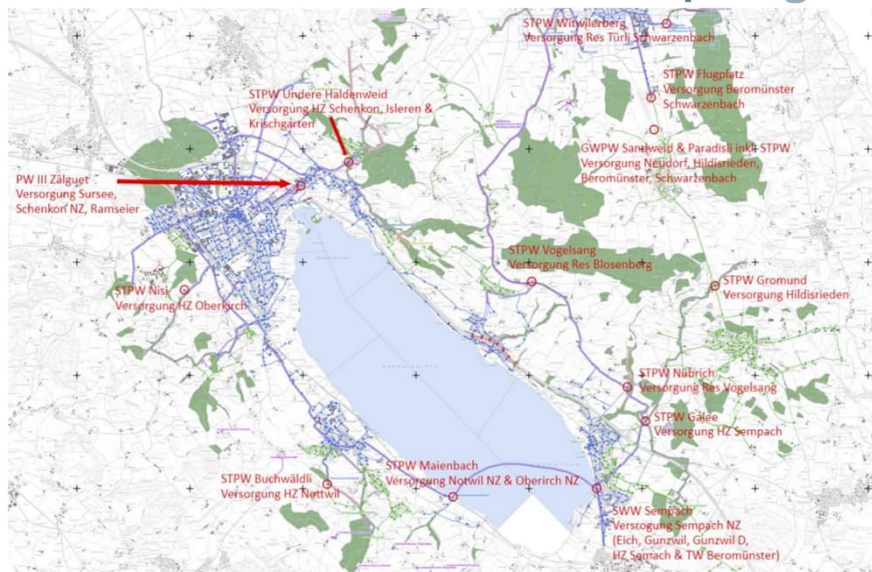 STPW Witwilerberg
Versorgung Res Türli Schwarzenbach
STPW Flugplatz
Versorgung Beromünster
Schwarzenbach
STPW Undere Haldenweid
Versorgung HZ Schenkon, Isleren &
Krischgarten
GWPW Sandweid & Paradisli inkl STPW
Versorgung Neudorf, Hildisrieden,
Beromünster, Schwarzenbach
PW III Zälguet
Versorgung Sursee,
Schenkon NZ, Ramseier
STPW Vogelsang
Versorgung Res Blosenberg
STPW Gromund
Versorgung Hildisrieden
STPW Nisi
Versorgung HZ Oberkirch
STPW Nübrich
Versorgung Res Vogelsang
STPW Galee
Versorgung HZ Sempach
STPW Maienbach
Versorgung Notwil NZ & Oberirch NZ
STPW Buchwäldli
Versorgung HZ Nottwil
SWW Sempach
Versrogung Sempach NZ
(Eich, Gunzwil, Gunzwil D,
HZ Semach & TW Beromünster)